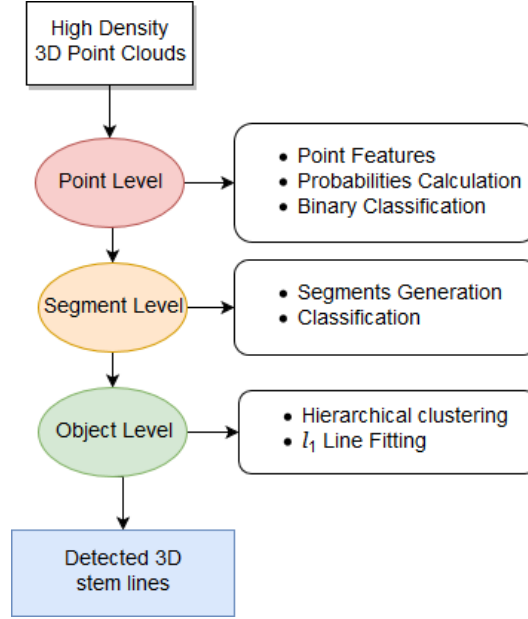 High Density
3D Point Clouds
Point Level
• Point Features
• Probabilities Calculation
• Binary Classification
Segment Level
• Segments Generation
• Classification
Object Level
• Hierarchical clustering
• l₁ Line Fitting
Detected 3D
stem lines